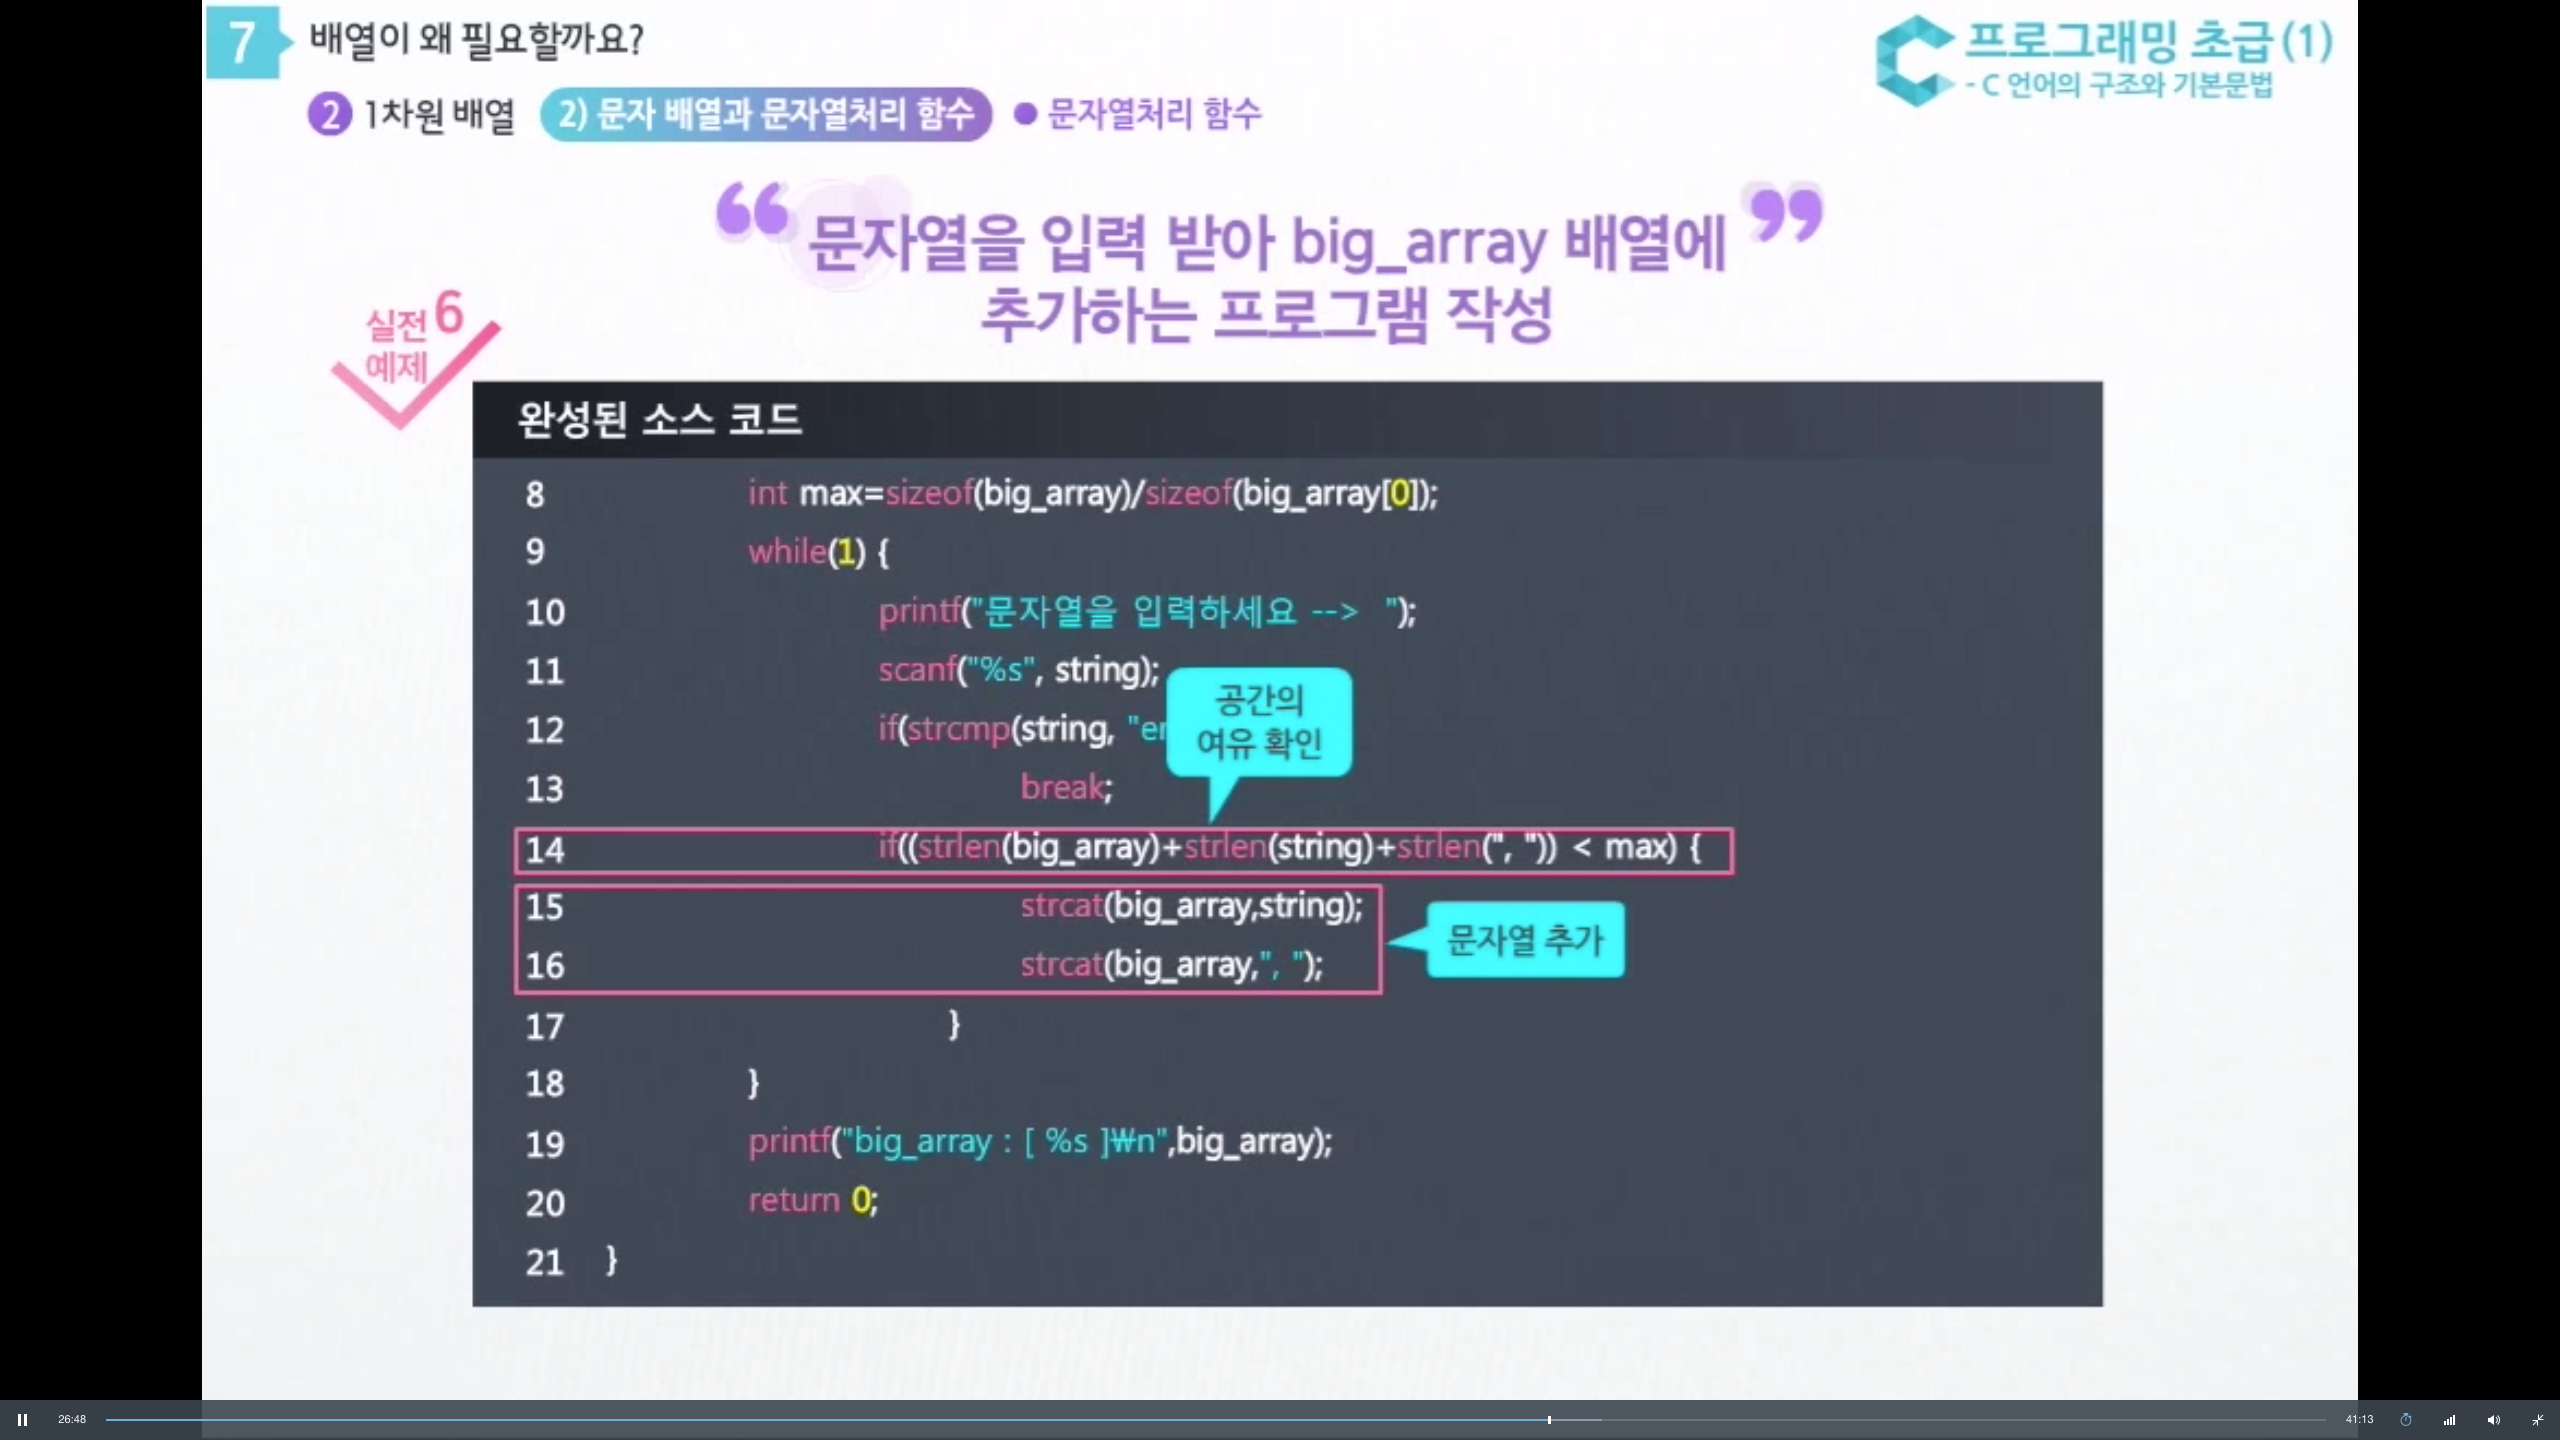 7 배열이 왜 필요할까요?
C 프로그래밍 초급(1)
- C 언어의 구조와 기본문법
2 1차원 배열 2) 문자 배열과 문자열처리 함수 ● 문자열처리 함수
“ 문자열을 입력 받아 big_array 배열에 ”
추가하는 프로그램 작성
실전 6
예제
완성된 소스 코드
8 int max=sizeof(big_array)/sizeof(big_array[0]);
9 while(1) {
10 printf("문자열을 입력하세요 --> ");
11 scanf("%s", string);
공간의
여유 확인
12 if(strcmp(string,
13 break;
14 if((strlen(big_array)+strlen(string)+strlen(", ")) < max) {
15 strcat(big_array,string);
문자열 추가
16 strcat(big_array,", ");
17 }
18 }
19 printf("big_array : [ %s ]₩n",big_array);
20 return 0;
21 }
26:48
41:13